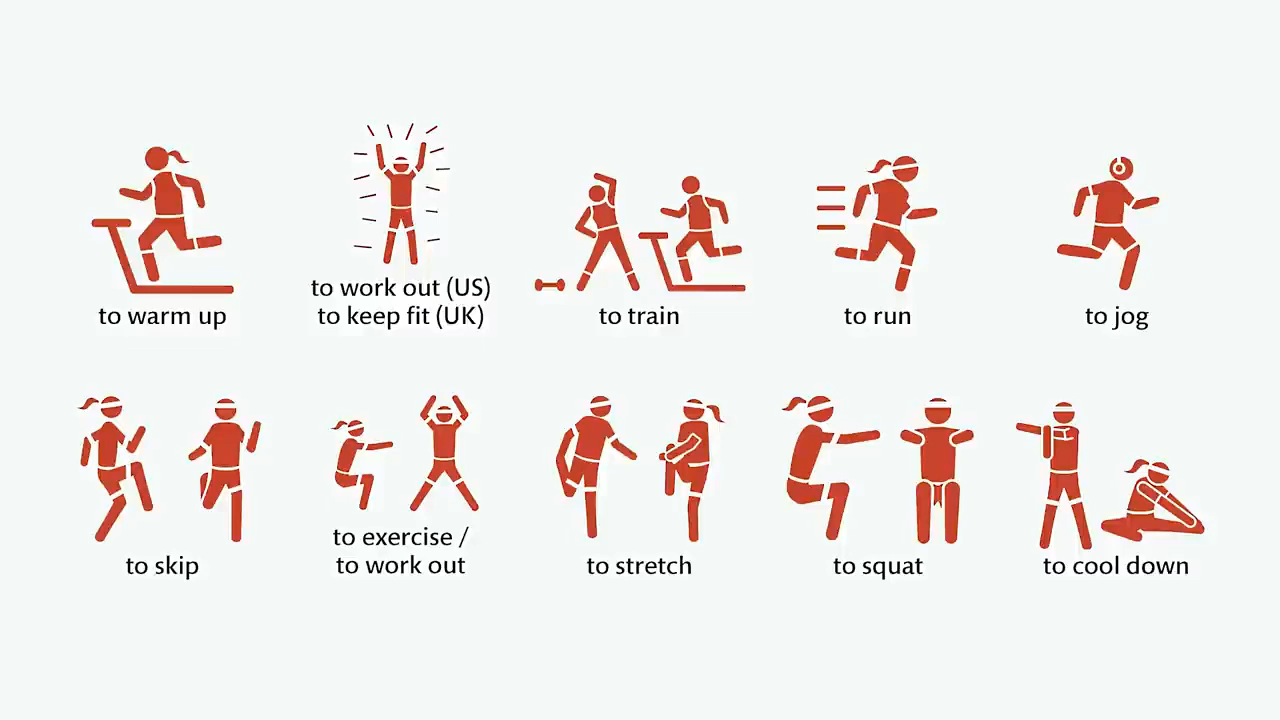 to warm up
to work out (US)
to keep fit (UK)
to train
to run
to jog
to skip
to exercise /
to work out
to stretch
to squat
to cool down